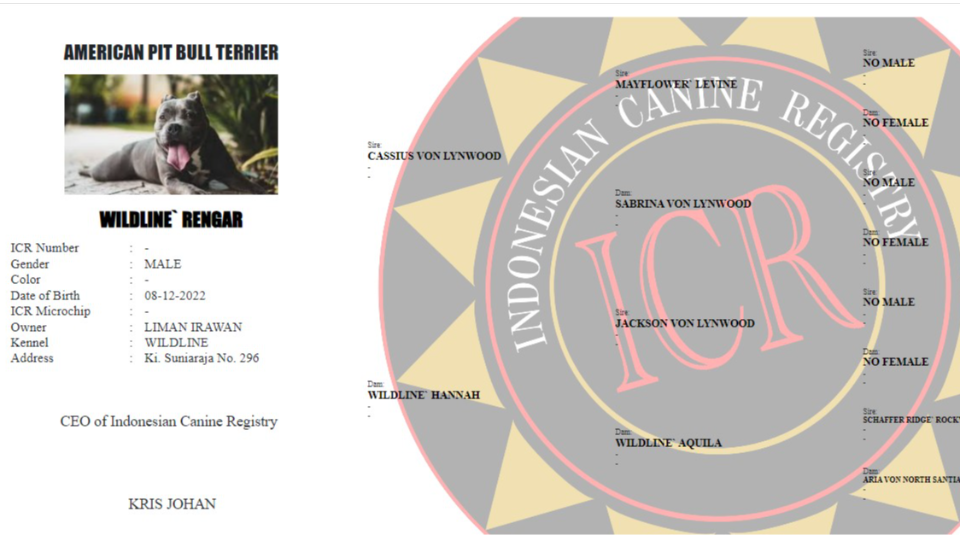 AMERICAN PIT BULL TERRIER
WILDLINE` RENGAR
ICR Number : -
Gender : MALE
Color : -
Date of Birth : 08-12-2022
ICR Microchip : -
Owner : LIMAN IRAWAN
Kennel : WILDLINE
Address : Ki. Suniaraja No. 296
CEO of Indonesian Canine Registry
KRIS JOHAN
INDONESIAN CANINE REGISTRY
ICR
Sire:
CASSIUS VON LYNWOOD
-
-
Dam:
WILDLINE` HANNAH
-
-
Sire:
MAYFLOWER` LEVINE
-
-
Dam:
SABRINA VON LYNWOOD
-
-
Sire:
JACKSON VON LYNWOOD
-
-
Dam:
WILDLINE` AQUILA
-
-
Sire:
NO MALE
-
-
Dam:
NO FEMALE
-
-
Sire:
NO MALE
-
-
Dam:
NO FEMALE
-
-
Sire:
NO MALE
-
-
Dam:
NO FEMALE
-
-
Sire:
SCHAFFER RIDGE` ROCKY
-
-
Dam:
ARIA VON NORTH
-
-